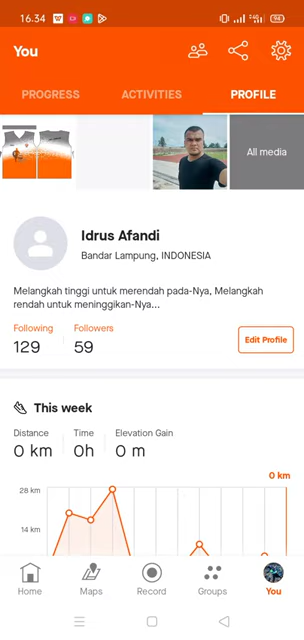 16.34
94
You
PROGRESS ACTIVITIES PROFILE
All media
Idrus Afandi
Bandar Lampung, INDONESIA
Melangkah tinggi untuk merendah pada-Nya, Melangkah
rendah untuk meninggikan-Nya...
Following Followers
129 59
Edit Profile
This week
Distance Time Elevation Gain
0 km 0h 0 m
0 km
28 km
14 km
Home Maps Record Groups You